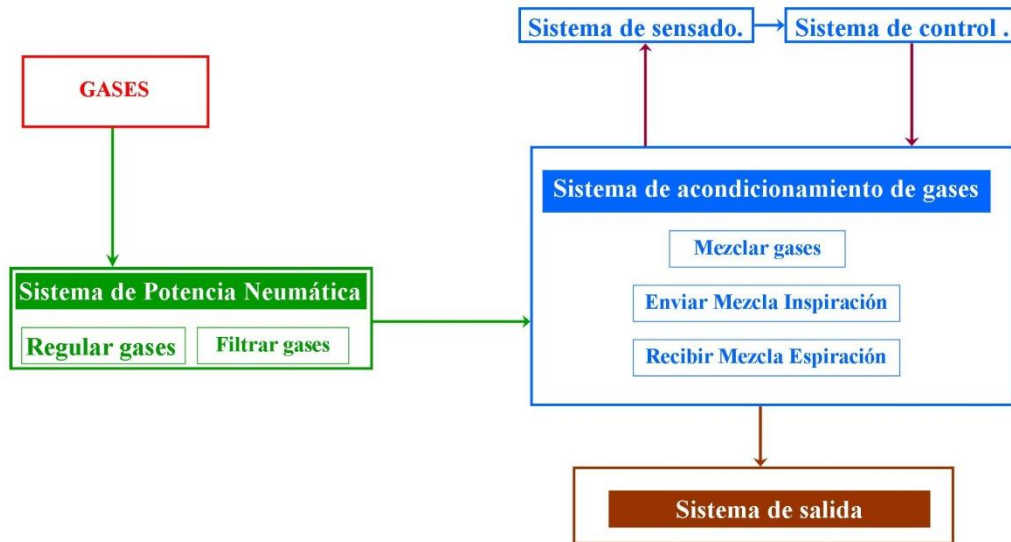 Sistema de sensado.
Sistema de control .
GASES
Sistema de acondicionamiento de gases
Mezclar gases
Enviar Mezcla Inspiración
Recibir Mezcla Espiración
Sistema de Potencia Neumática
Regular gases
Filtrar gases
Sistema de salida